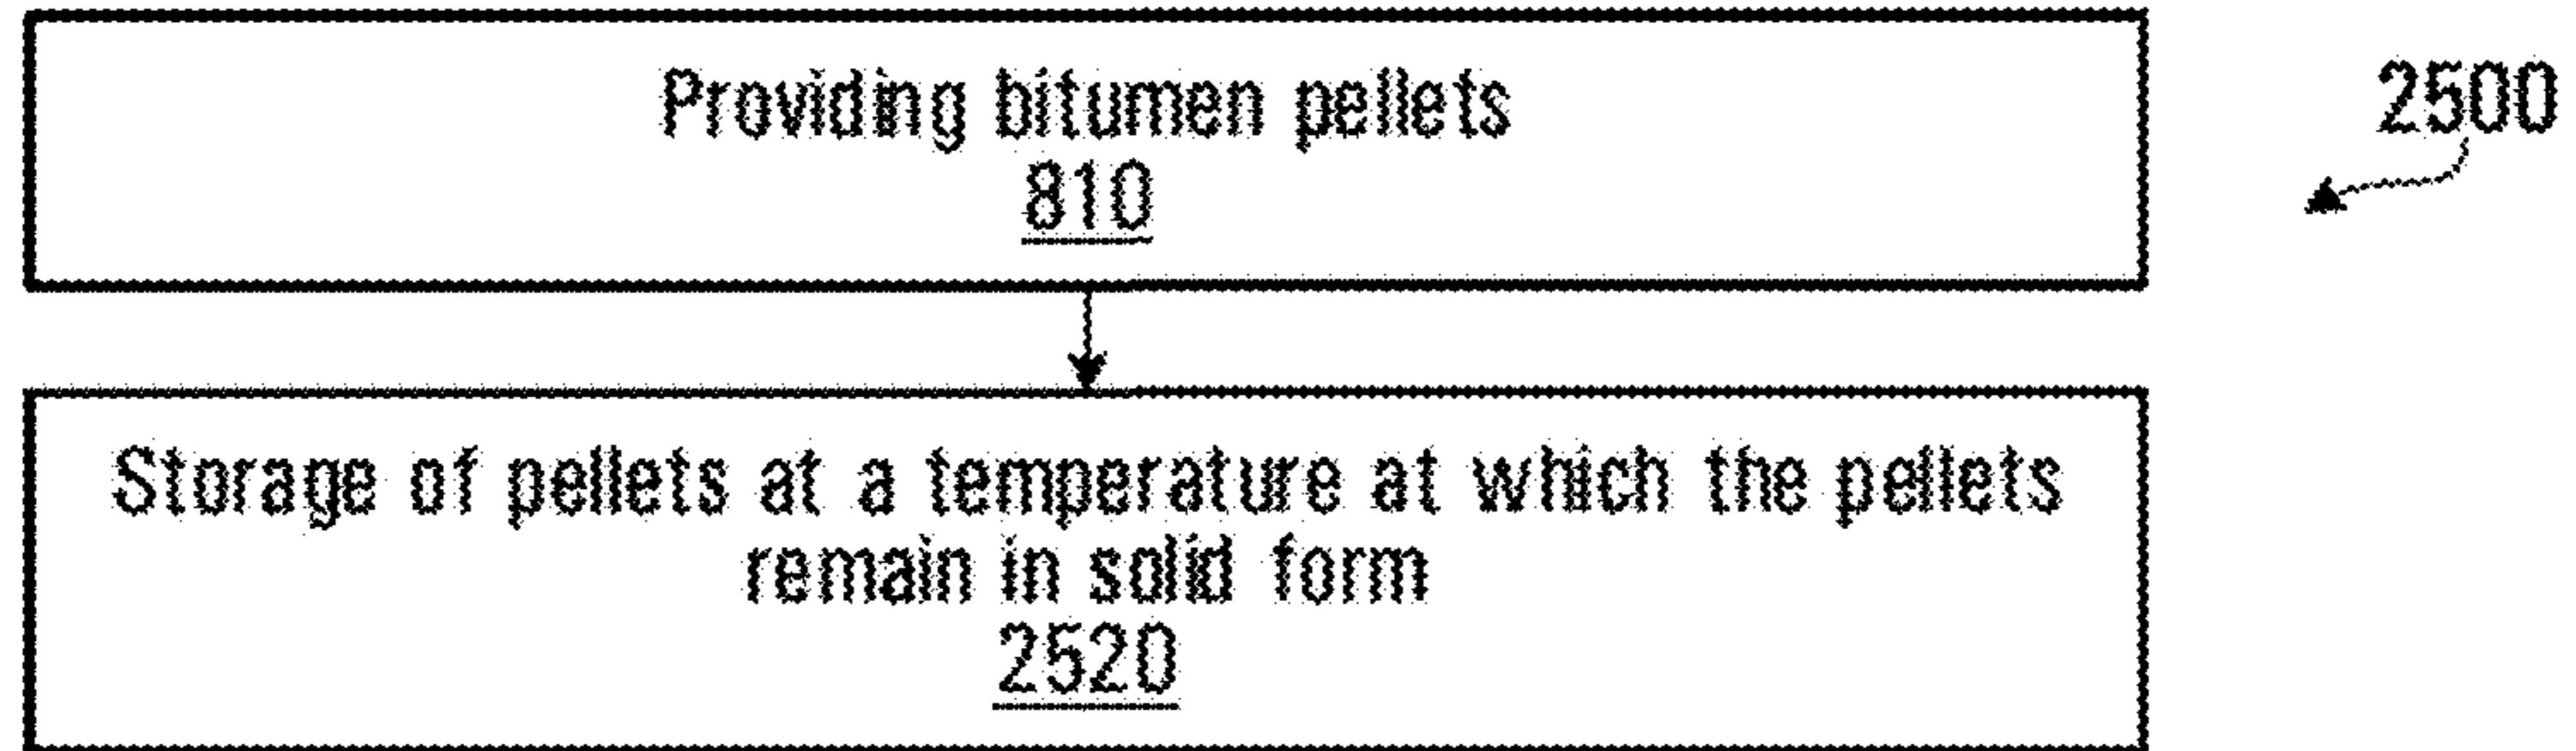 Providing bitumen pellets
810
2500
Storage of pellets at a temperature at which the pellets
remain in solid form
2520